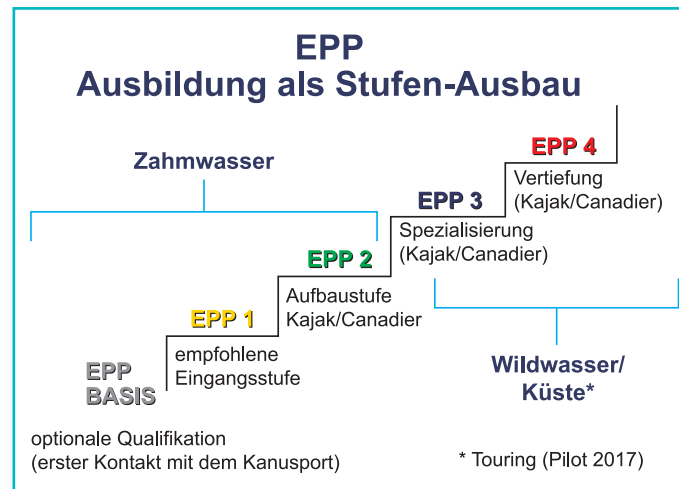 EPP
Ausbildung als Stufen-Ausbau
Zahmwasser
EPP 4
Vertiefung
(Kajak/Canadier)
EPP 3
Spezialisierung
(Kajak/Canadier)
EPP 2
Aufbaustufe
Kajak/Canadier
EPP 1
empfohlene
Eingangsstufe
EPP
BASIS
Wildwasser/
Küste*
optionale Qualifikation
(erster Kontakt mit dem Kanusport)
* Touring (Pilot 2017)